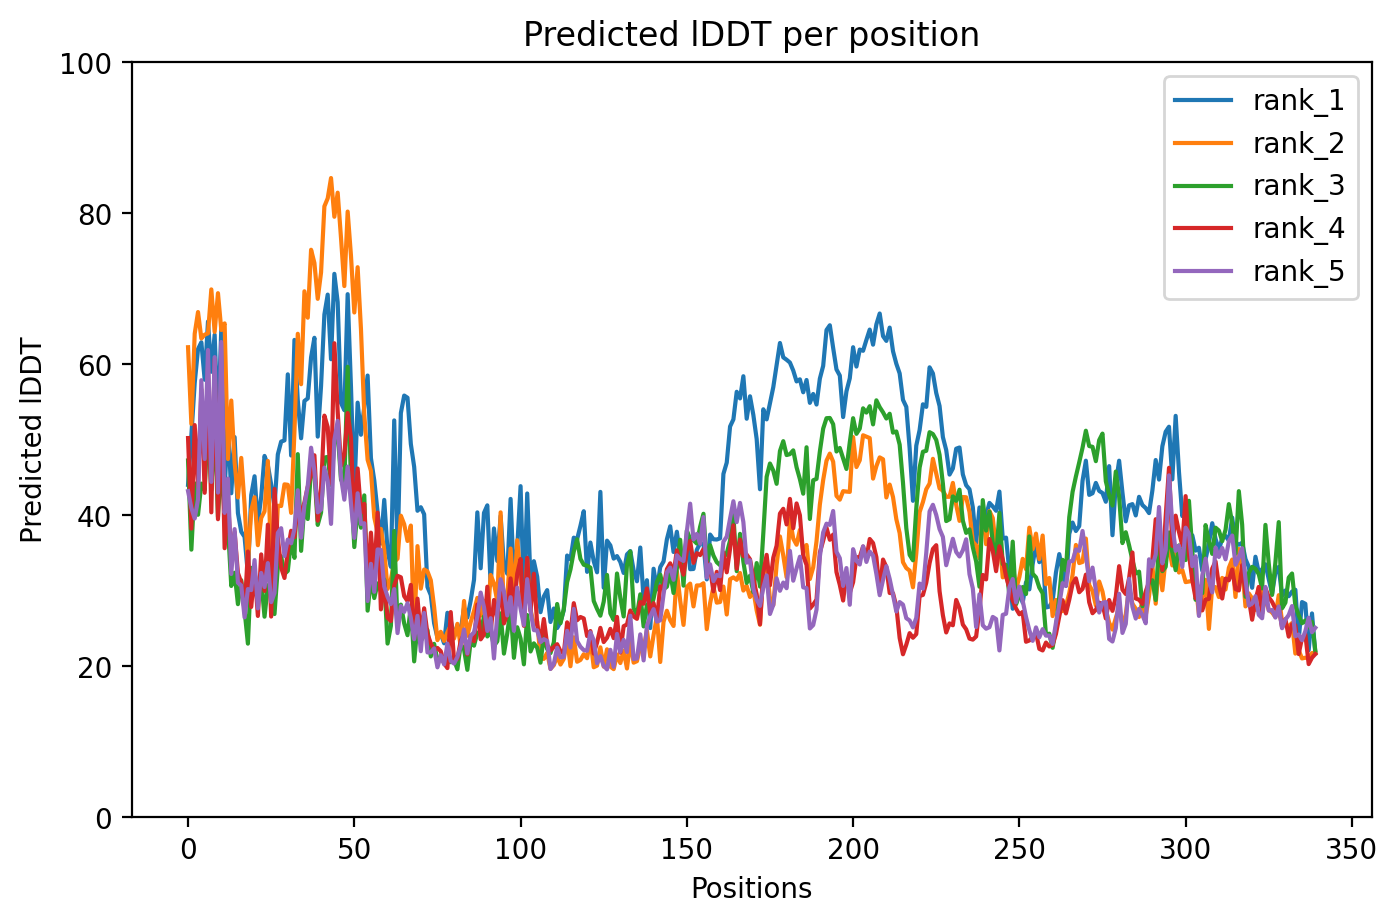 Predicted lDDT per position
Predicted lDDT
100
80
60
40
20
0
0 50 100 150 200 250 300 350
Positions
rank_1
rank_2
rank_3
rank_4
rank_5